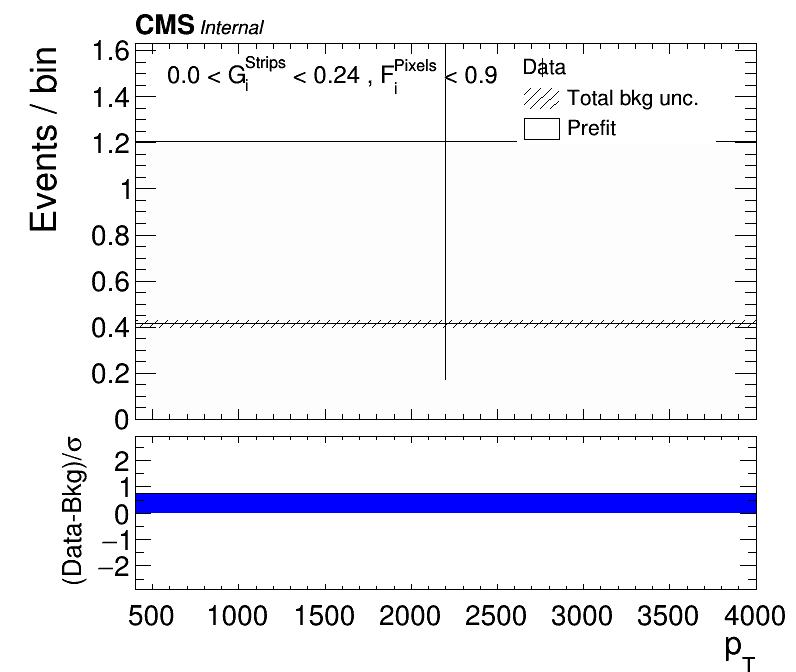 CMS Internal
Events / bin
1.6
1.4
1.2
1
0.8
0.6
0.4
0.2
0
0.0 < G_i^Strips < 0.24 , F_i^Pixels < 0.9
Data
Total bkg unc.
Prefit
(Data-Bkg)/σ
2
1
0
−1
−2
500 1000 1500 2000 2500 3000 3500 4000
p_T